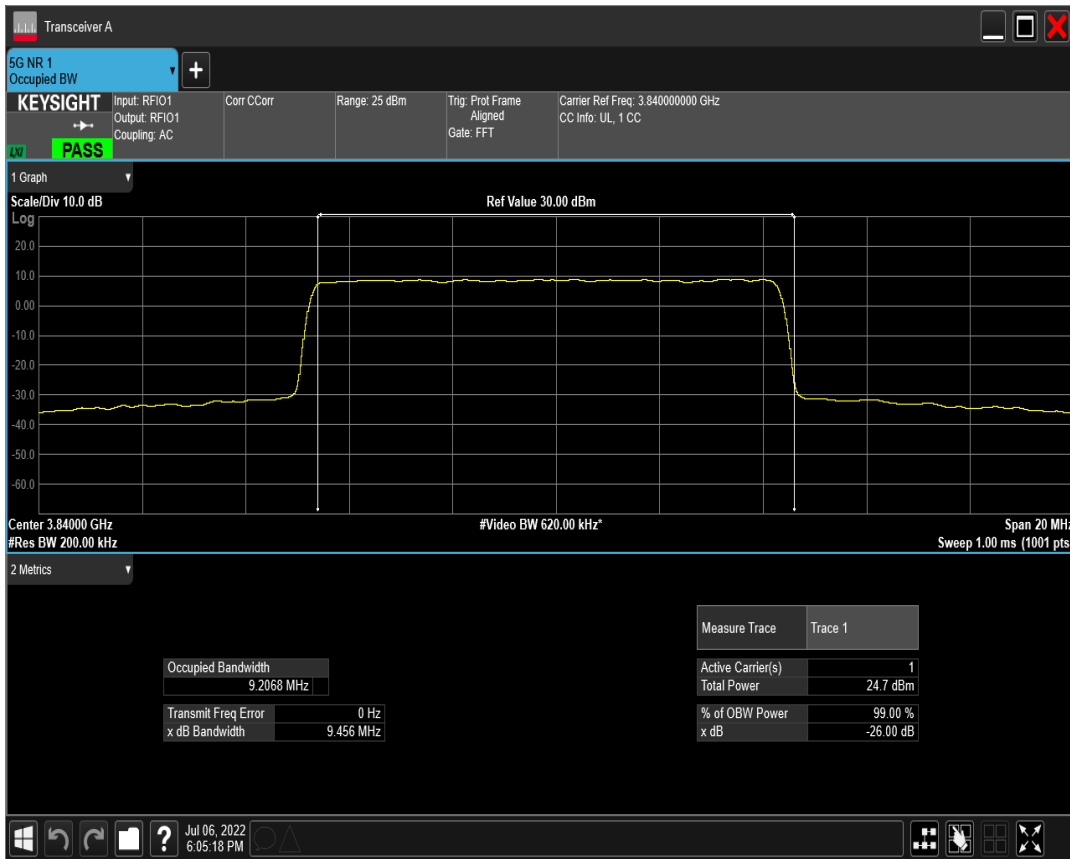 Transceiver A
5G NR 1
Occupied BW
+
KEYSIGHT
LXI
PASS
Input: RFIO1
Output: RFIO1
Coupling: AC
Corr CCorr
Range: 25 dBm
Trig: Prot Frame
Aligned
Gate: FFT
Carrier Ref Freq: 3.840000000 GHz
CC Info: UL, 1 CC
1 Graph
Scale/Div 10.0 dB
Ref Value 30.00 dBm
Log
20.0
10.0
0.00
-10.0
-20.0
-30.0
-40.0
-50.0
-60.0
Center 3.84000 GHz
#Video BW 620.00 kHz*
Span 20 MHz
#Res BW 200.00 kHz
Sweep 1.00 ms (1001 pts
2 Metrics
Measure Trace Trace 1
Occupied Bandwidth
9.2068 MHz
Active Carrier(s) 1
Total Power 24.7 dBm
Transmit Freq Error 0 Hz
x dB Bandwidth 9.456 MHz
% of OBW Power 99.00 %
x dB -26.00 dB
?
Jul 06, 2022
6:05:18 PM